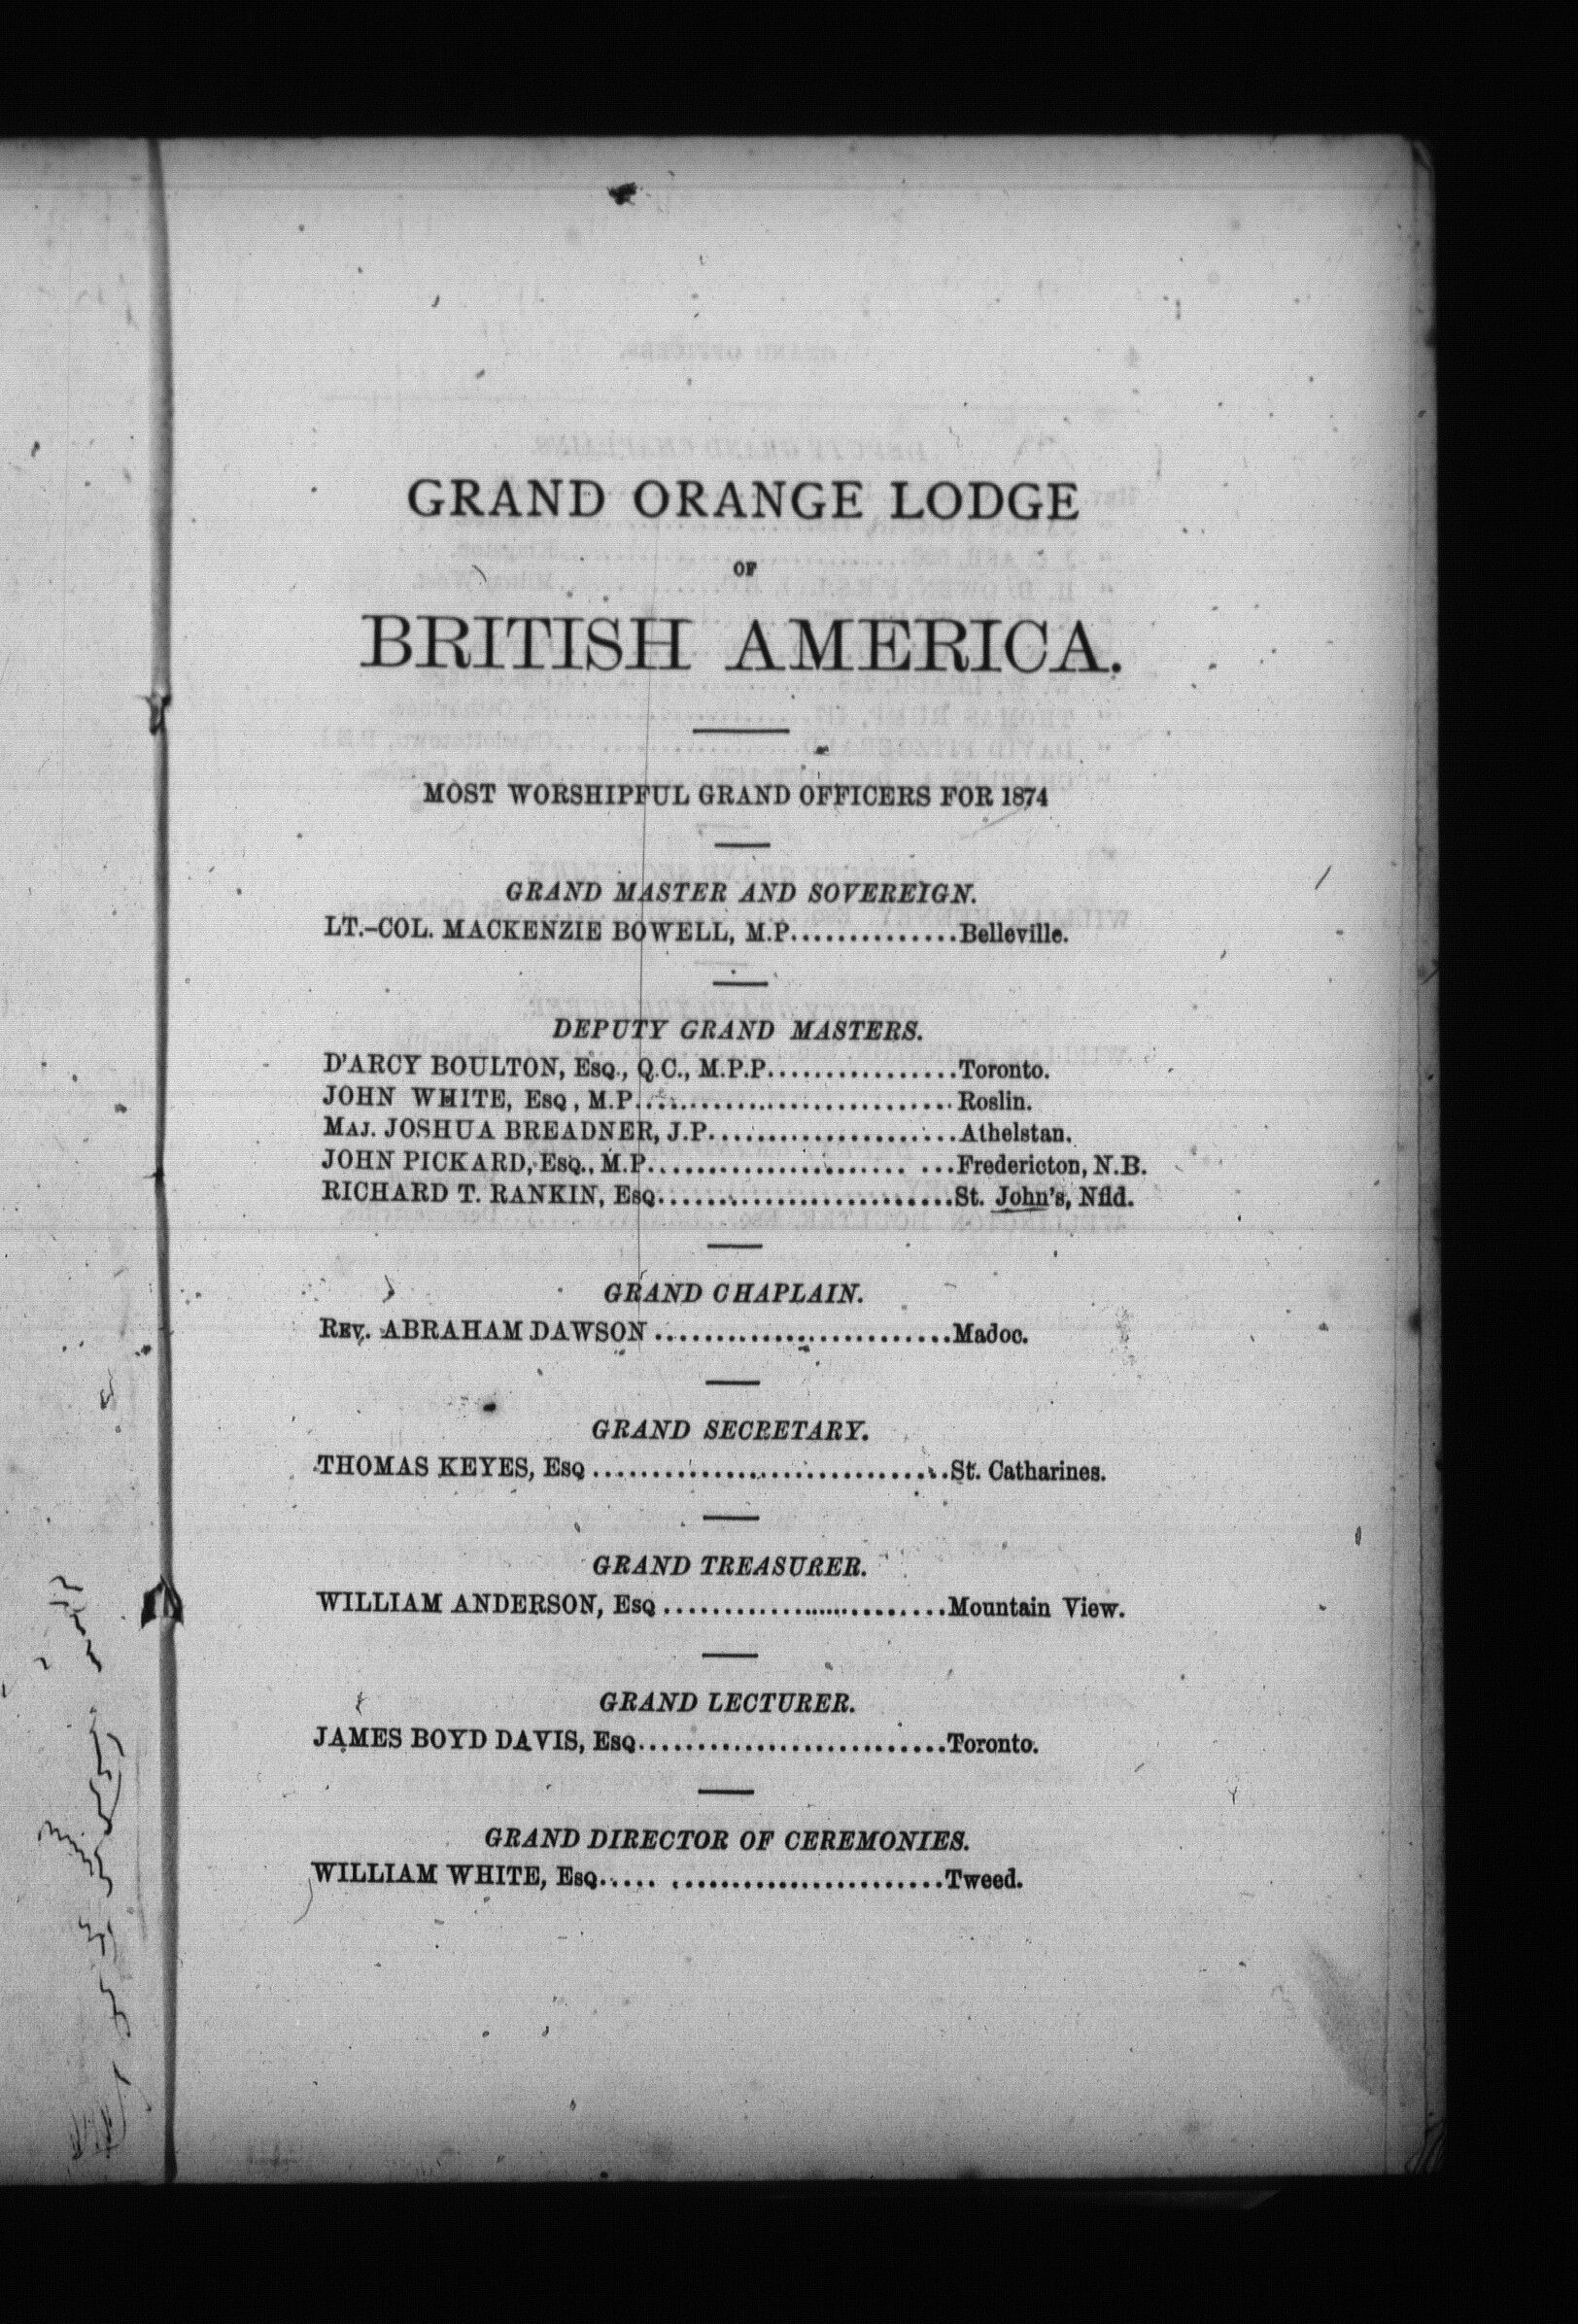 GRAND ORANGE LODGE
OF
BRITISH AMERICA.
MOST WORSHIPFUL GRAND OFFICERS FOR 1874
GRAND MASTER AND SOVEREIGN.
LT.-COL. MACKENZIE BOWELL, M.P..............Belleville.
DEPUTY GRAND MASTERS.
D'ARCY BOULTON, Esq., Q.C., M.P.P................Toronto.
JOHN WHITE, Esq, M.P...........................Roslin.
Maj. JOSHUA BREADNER, J.P.....................Athelstan.
JOHN PICKARD, Esq., M.P...................... ...Fredericton, N.B.
RICHARD T. RANKIN, Esq.........................St. John's, Nfld.
GRAND CHAPLAIN.
Rev. ABRAHAM DAWSON.........................Madoc.
GRAND SECRETARY.
THOMAS KEYES, Esq..............................St. Catharines.
GRAND TREASURER.
WILLIAM ANDERSON, Esq........................Mountain View.
GRAND LECTURER.
JAMES BOYD DAVIS, Esq..........................Toronto.
GRAND DIRECTOR OF CEREMONIES.
WILLIAM WHITE, Esq..... .......................Tweed.